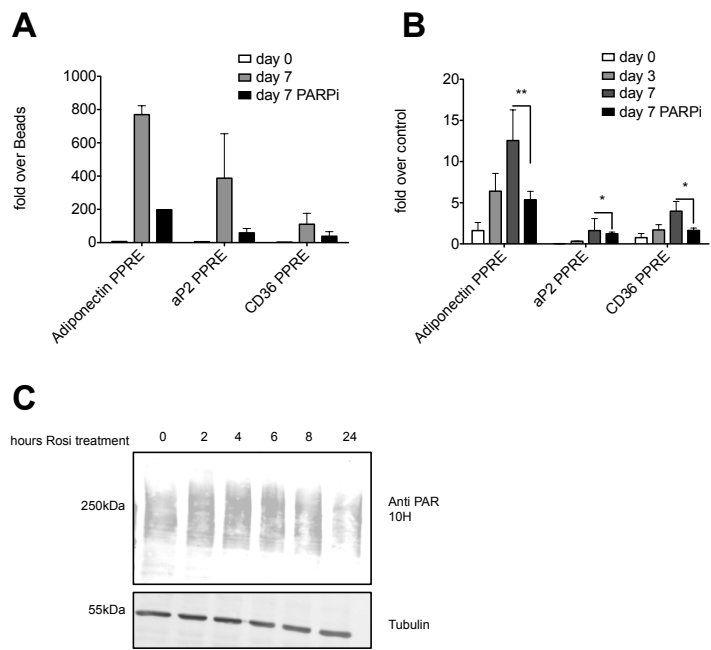 A
day 0
day 7
day 7 PARPi
fold over Beads
1000
800
600
400
200
0
Adiponectin PPRE
aP2 PPRE
CD36 PPRE
B
day 0
day 3
day 7
day 7 PARPi
fold over control
20
15
10
5
0
**
*
*
Adiponectin PPRE
aP2 PPRE
CD36 PPRE
C
hours Rosi treatment 0 2 4 6 8 24
250kDa
Anti PAR
10H
55kDa
Tubulin